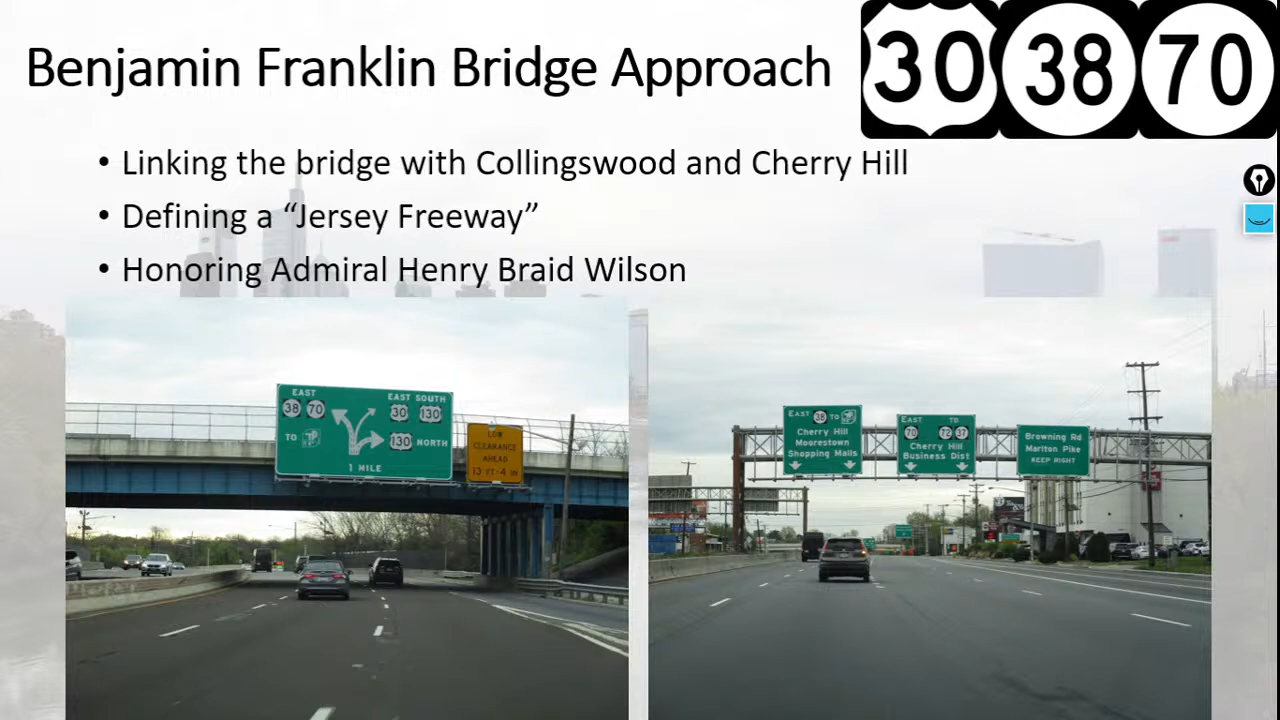 Benjamin Franklin Bridge Approach
30 38 70
• Linking the bridge with Collingswood and Cherry Hill
• Defining a “Jersey Freeway”
• Honoring Admiral Henry Braid Wilson
EAST
38 70
TO
EAST SOUTH
30 130
130 NORTH
1 MILE
LOW
CLEARANCE
AHEAD
13 FT-4 in
EAST 38 TO
Cherry Hill
Moorestown
Shopping Malls
EAST TO
70 72 37
Cherry Hill
Business Dist
Browning Rd
Marlton Pike
KEEP RIGHT